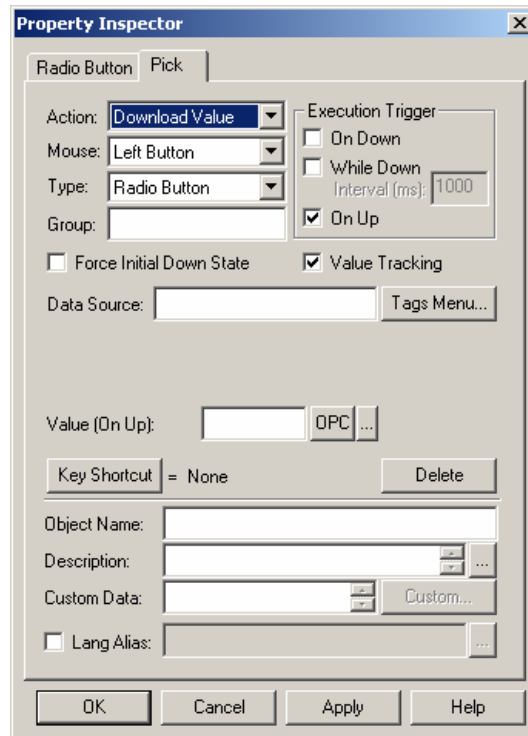 Property Inspector
Radio Button Pick
Action: Download Value
Execution Trigger
On Down
Mouse: Left Button
While Down
Interval (ms): 1000
Type: Radio Button
On Up
Group:
Force Initial Down State
Value Tracking
Data Source:
Tags Menu...
Value (On Up):
OPC ...
Key Shortcut = None
Delete
Object Name:
Description:
...
Custom Data:
Custom...
Lang Alias:
...
OK Cancel Apply Help